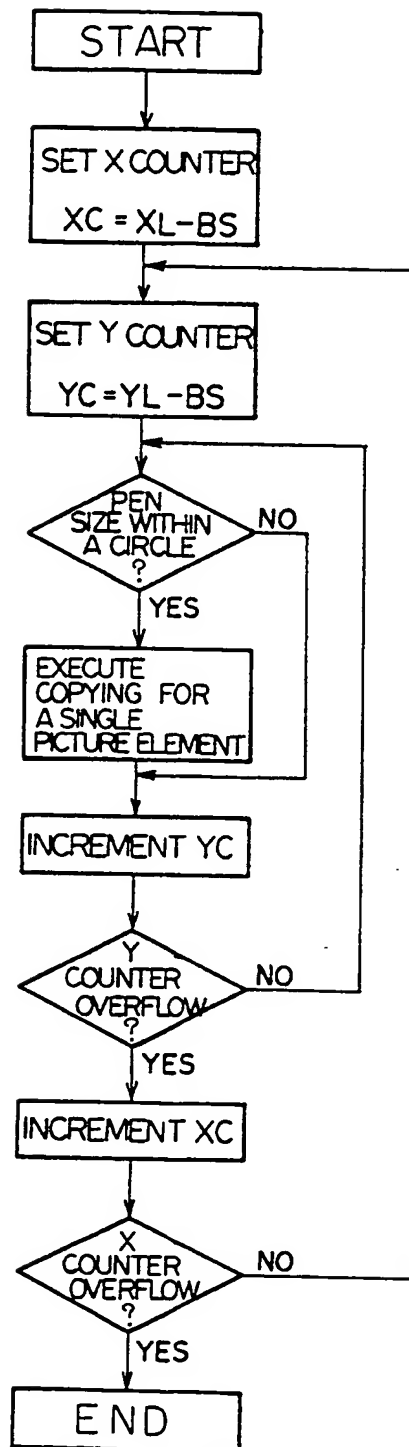 START
SET X COUNTER
XC = XL-BS
SET Y COUNTER
YC=YL-BS
PEN
SIZE WITHIN
A CIRCLE
?
NO
YES
EXECUTE
COPYING FOR
A SINGLE
PICTURE ELEMENT
INCREMENT YC
Y
COUNTER
OVERFLOW
?
NO
YES
INCREMENT XC
X
COUNTER
OVERFLOW
?
NO
YES
END